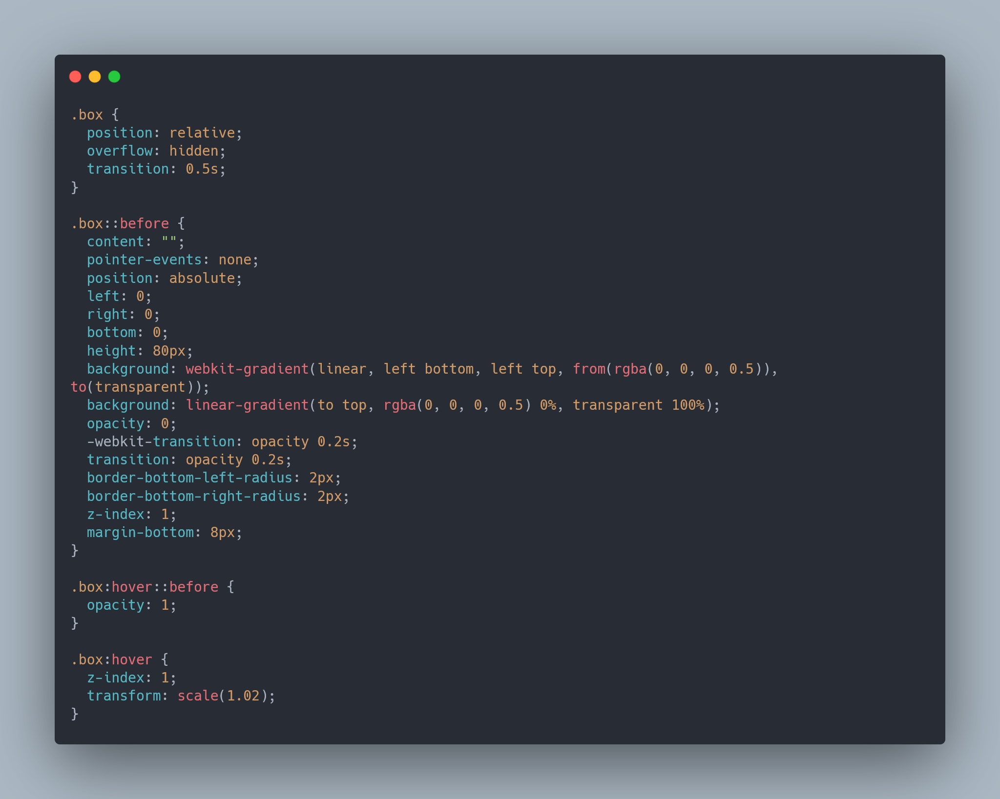 .box {
  position: relative;
  overflow: hidden;
  transition: 0.5s;
}

.box::before {
  content: "";
  pointer-events: none;
  position: absolute;
  left: 0;
  right: 0;
  bottom: 0;
  height: 80px;
  background: webkit-gradient(linear, left bottom, left top, from(rgba(0, 0, 0, 0.5)),
to(transparent));
  background: linear-gradient(to top, rgba(0, 0, 0, 0.5) 0%, transparent 100%);
  opacity: 0;
  -webkit-transition: opacity 0.2s;
  transition: opacity 0.2s;
  border-bottom-left-radius: 2px;
  border-bottom-right-radius: 2px;
  z-index: 1;
  margin-bottom: 8px;
}

.box:hover::before {
  opacity: 1;
}

.box:hover {
  z-index: 1;
  transform: scale(1.02);
}